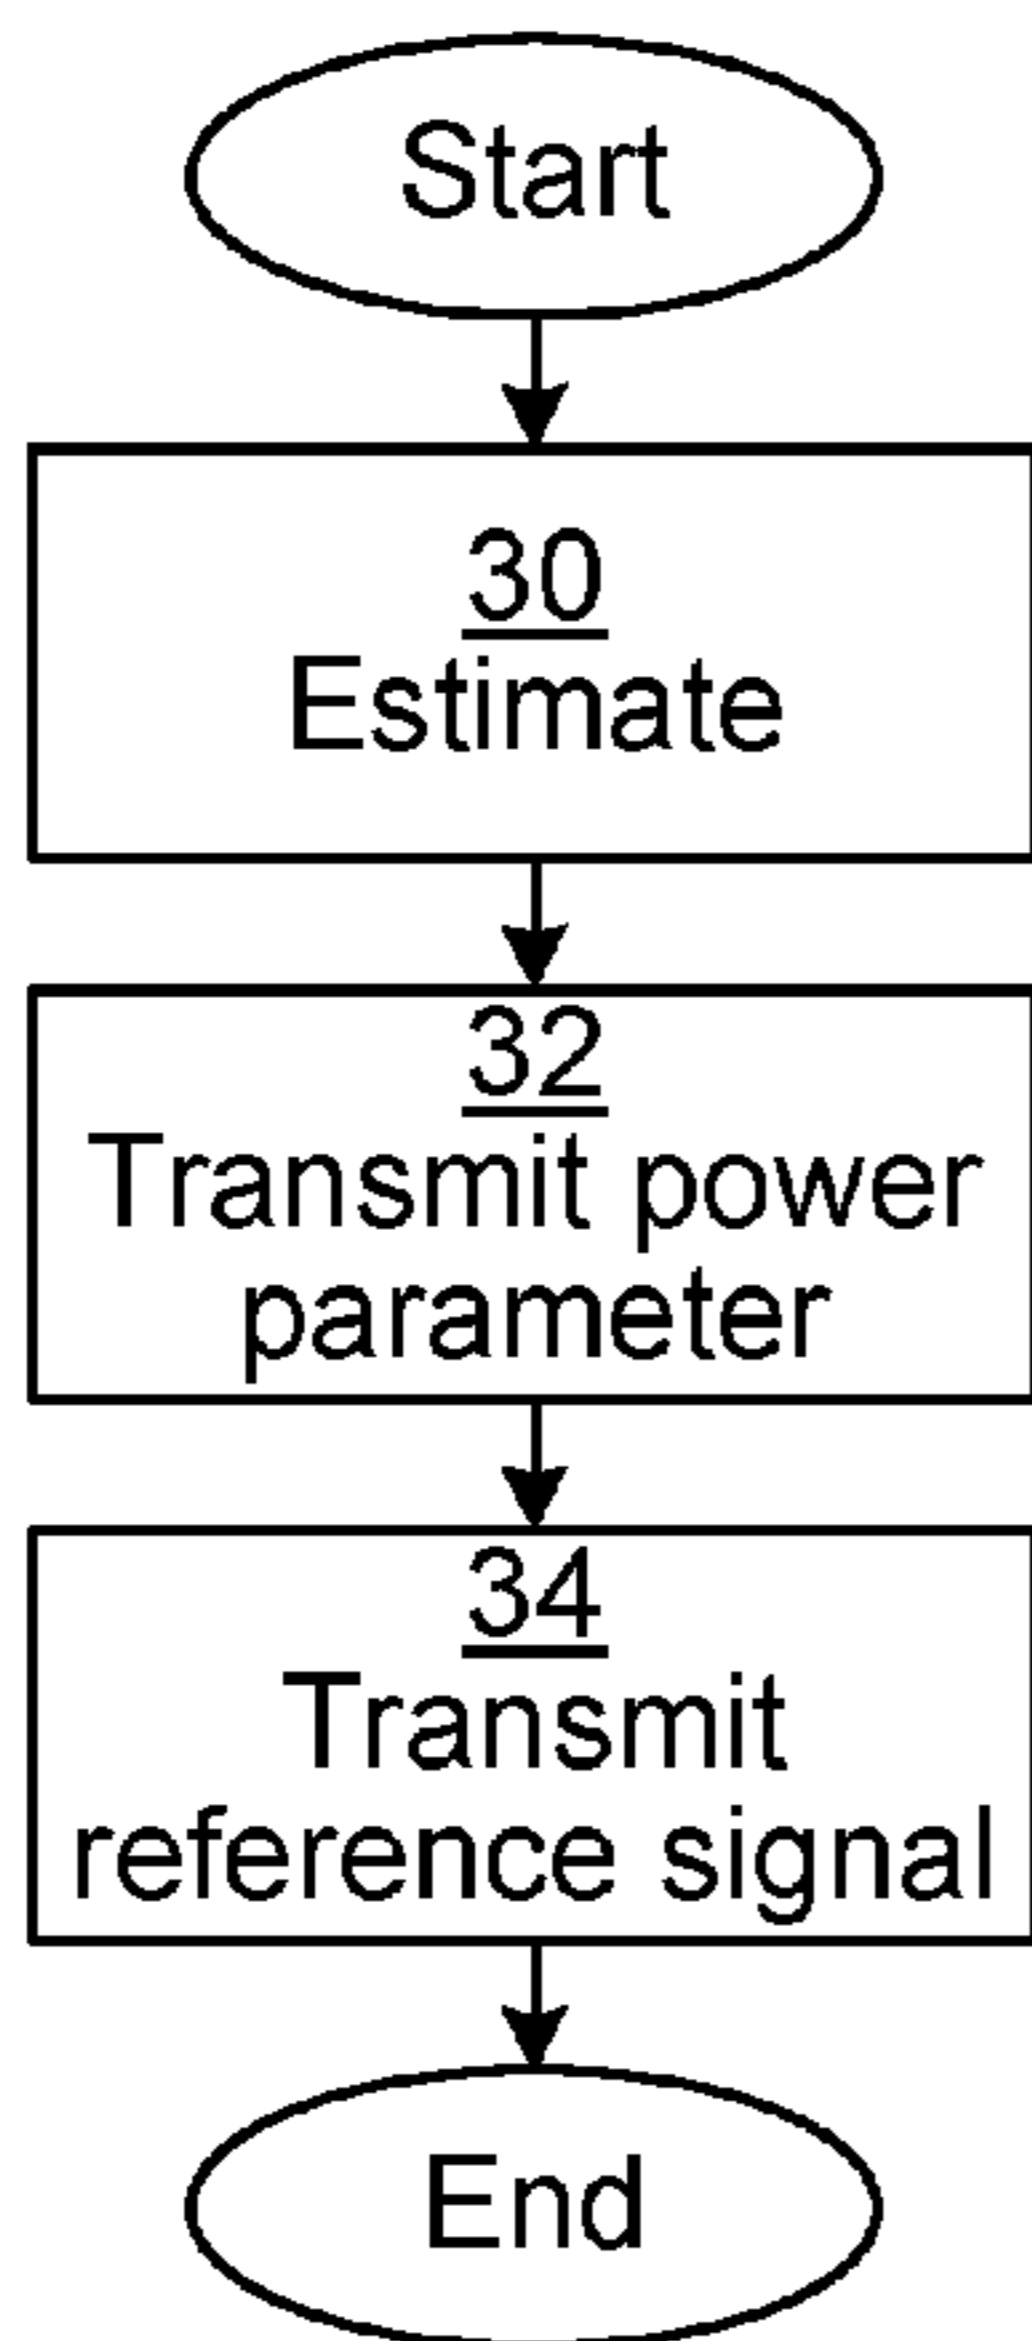 Start
30
Estimate
32
Transmit power
parameter
34
Transmit
reference signal
End